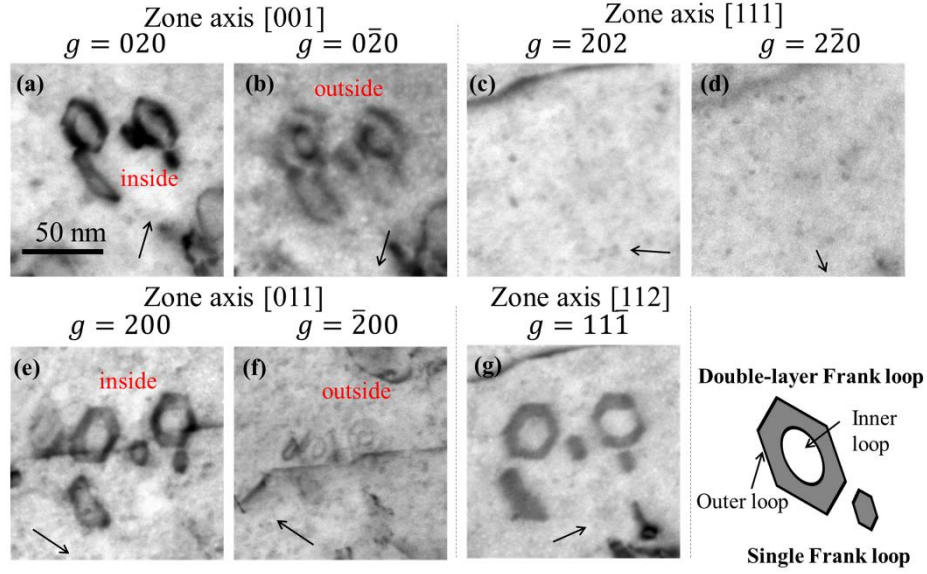 Zone axis [001] Zone axis [111]
g = 020 g = 02̅0 g = 2̅02 g = 22̅0
(a) (b) outside (c) (d)
inside
50 nm
Zone axis [011] Zone axis [112]
g = 200 g = 2̅00 g = 111̅
(e) inside (f) outside (g)
Double-layer Frank loop
Inner
loop
Outer loop
Single Frank loop